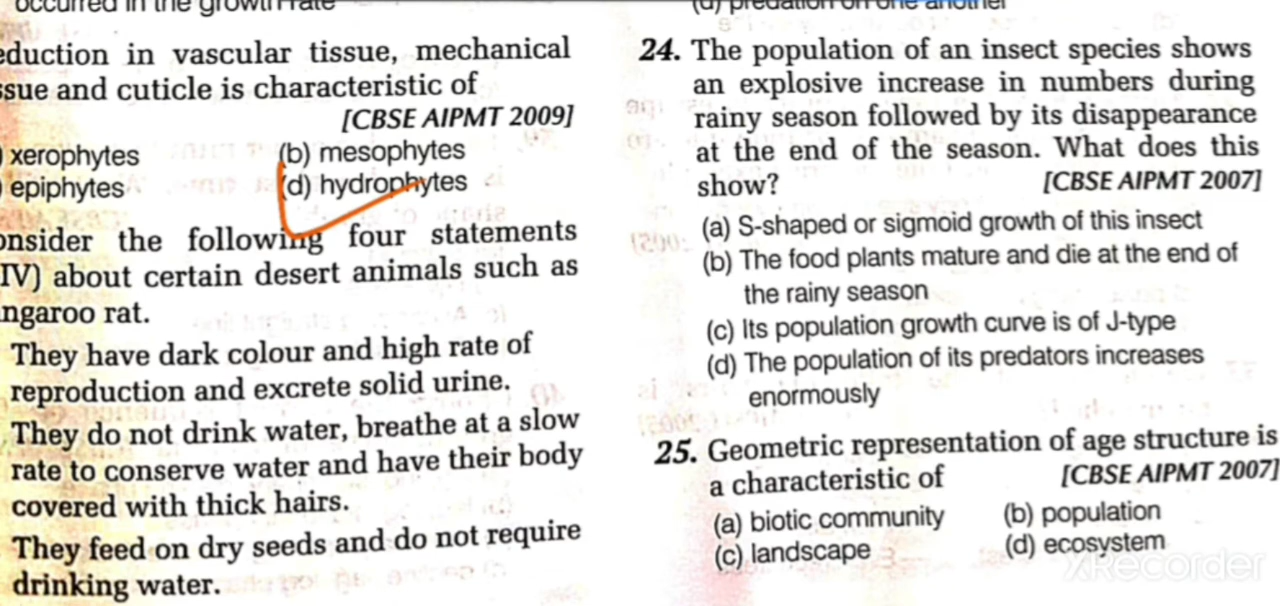 occurred in the growth rate
eduction in vascular tissue, mechanical
ssue and cuticle is characteristic of
[CBSE AIPMT 2009]
) xerophytes (b) mesophytes
) epiphytes (d) hydrophytes
onsider the following four statements
IV) about certain desert animals such as
ngaroo rat.
They have dark colour and high rate of
reproduction and excrete solid urine.
They do not drink water, breathe at a slow
rate to conserve water and have their body
covered with thick hairs.
They feed on dry seeds and do not require
drinking water.
(d) predation on one another
24. The population of an insect species shows
an explosive increase in numbers during
rainy season followed by its disappearance
at the end of the season. What does this
show? [CBSE AIPMT 2007]
(a) S-shaped or sigmoid growth of this insect
(b) The food plants mature and die at the end of
the rainy season
(c) Its population growth curve is of J-type
(d) The population of its predators increases
enormously
25. Geometric representation of age structure is
a characteristic of [CBSE AIPMT 2007]
(a) biotic community (b) population
(c) landscape (d) ecosystem
XRecorder